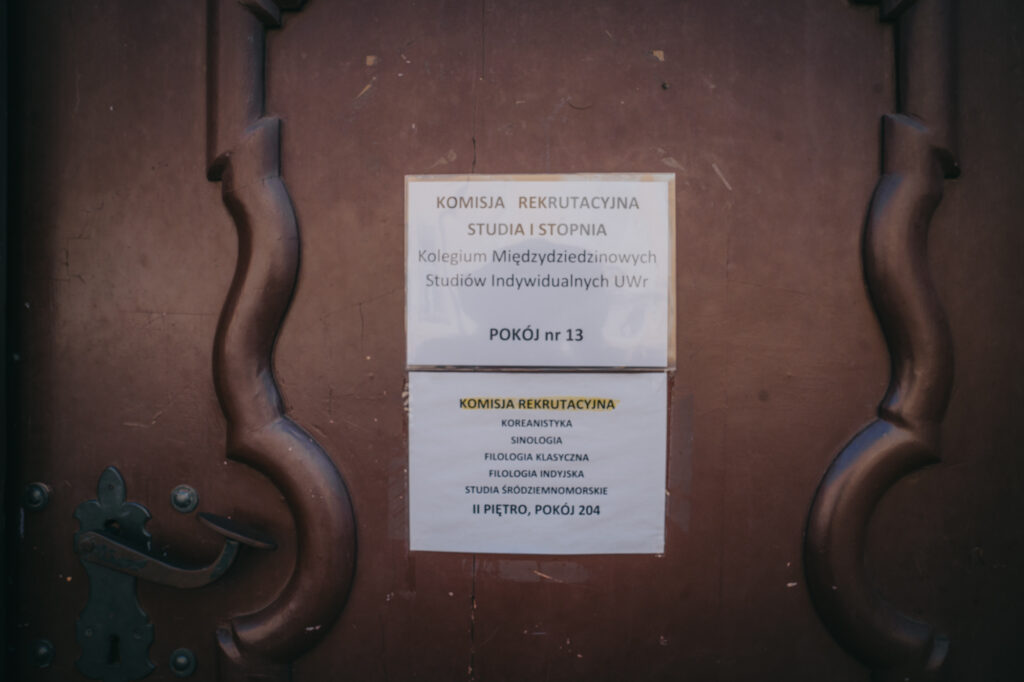 KOMISJA REKRUTACYJNA
STUDIA I STOPNIA
Kolegium Międzydziedzinowych
Studiów Indywidualnych UWr
POKÓJ nr 13
KOMISJA REKRUTACYJNA
KOREANISTYKA
SINOLOGIA
FILOLOGIA KLASYCZNA
FILOLOGIA INDYJSKA
STUDIA ŚRÓDZIEMNOMORSKIE
II PIĘTRO, POKÓJ 204